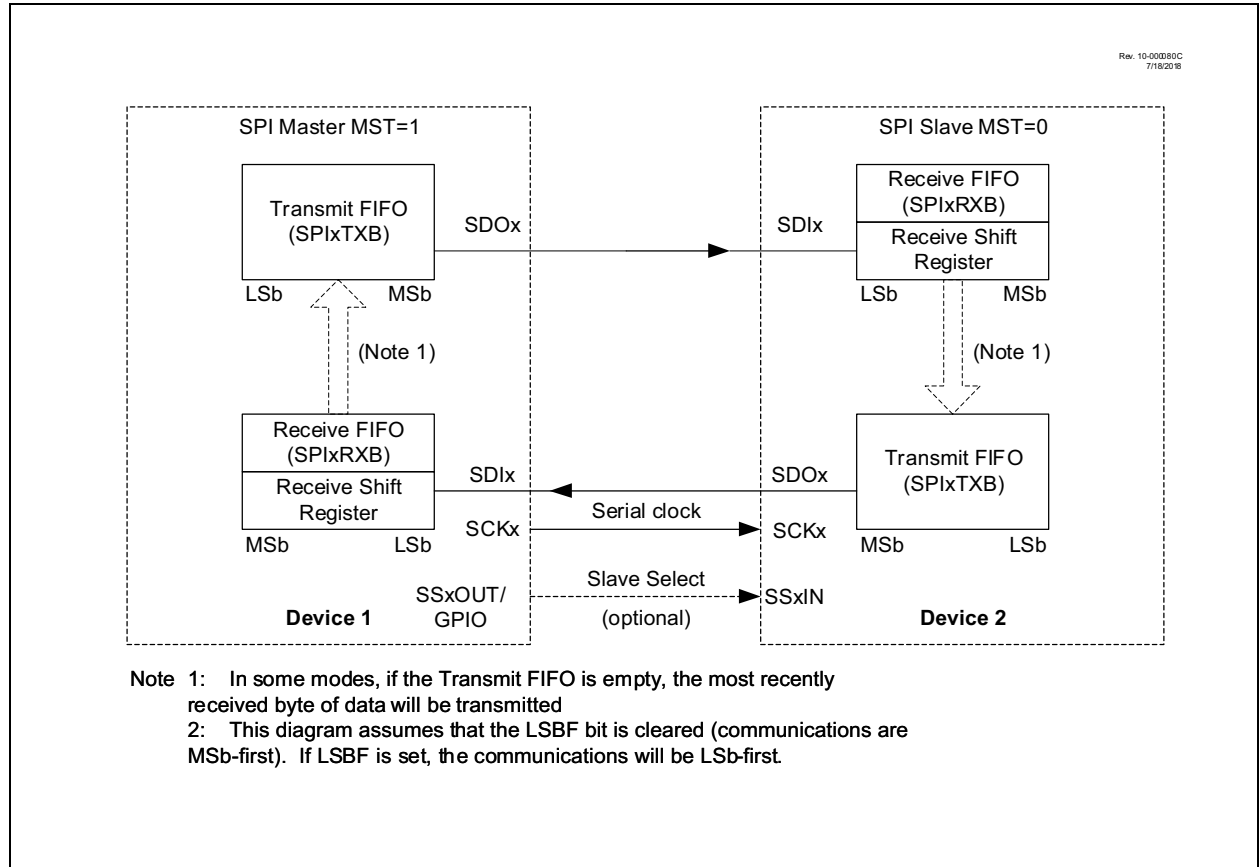 Rev. 10-000080C
7/18/2018
SPI Master MST=1
SPI Slave MST=0
Transmit FIFO
(SPIxTXB)
LSb MSb
SDOx
SDIx
Receive FIFO
(SPIxRXB)
Receive Shift
Register
LSb MSb
(Note 1)
(Note 1)
Receive FIFO
(SPIxRXB)
Receive Shift
Register
MSb LSb
SDIx
SDOx
Transmit FIFO
(SPIxTXB)
MSb LSb
SCKx
Serial clock
SCKx
SSxOUT/
GPIO
Slave Select
(optional)
SSxIN
Device 1
Device 2
Note 1: In some modes, if the Transmit FIFO is empty, the most recently
received byte of data will be transmitted
2: This diagram assumes that the LSBF bit is cleared (communications are
MSb-first). If LSBF is set, the communications will be LSb-first.